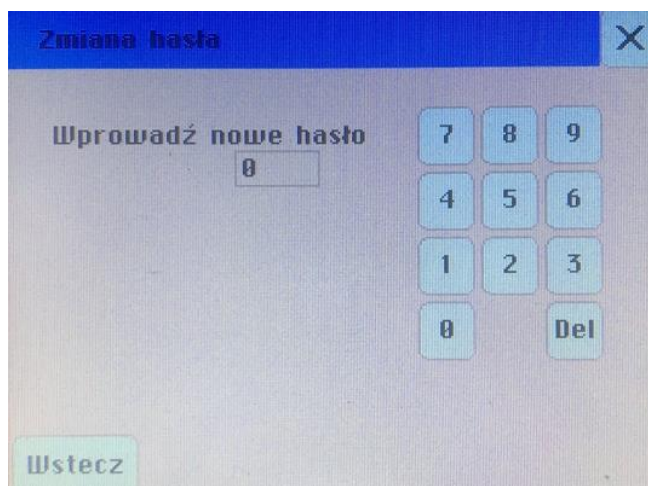 Zmiana hasła X
Wprowadź nowe hasło
0
7 8 9
4 5 6
1 2 3
0 Del
Wstecz